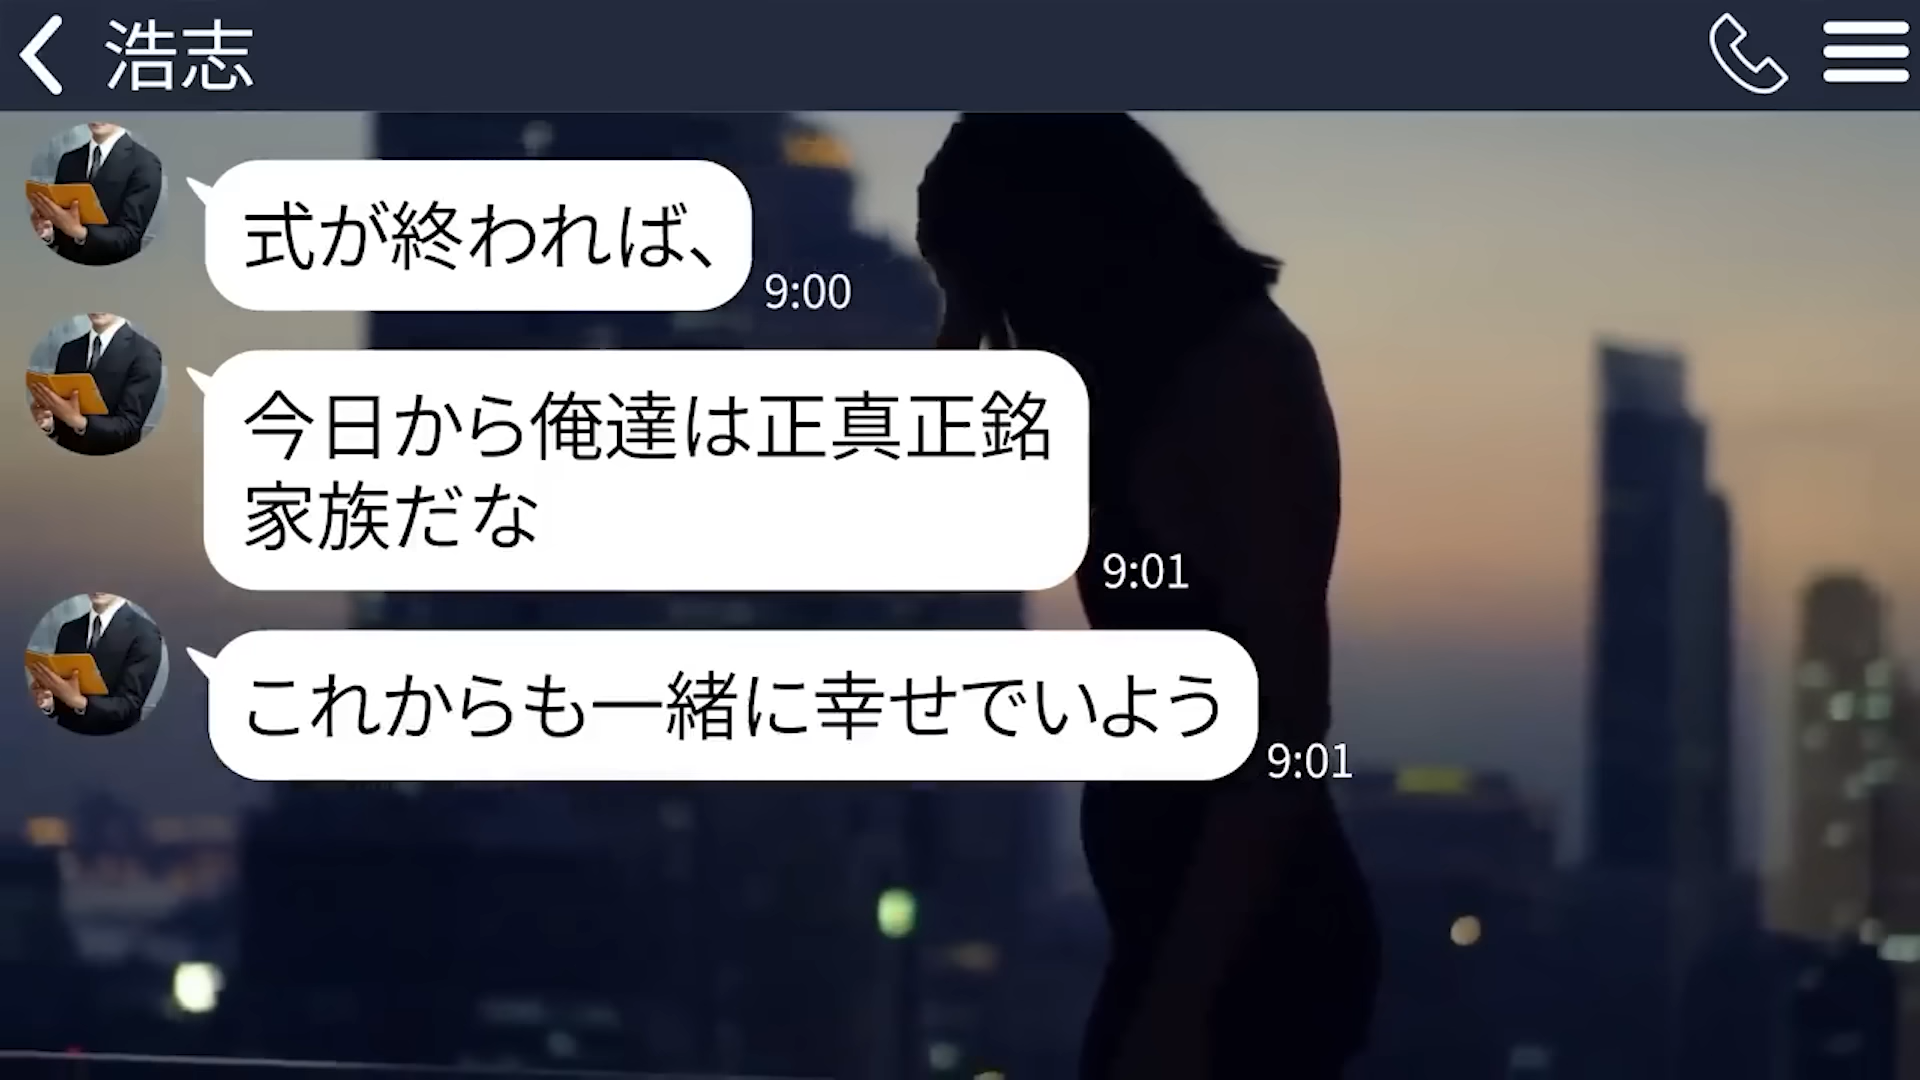 浩志
式が終われば、
9:00
今日から俺達は正真正銘
家族だな
9:01
これからも一緒に幸せでいよう
9:01